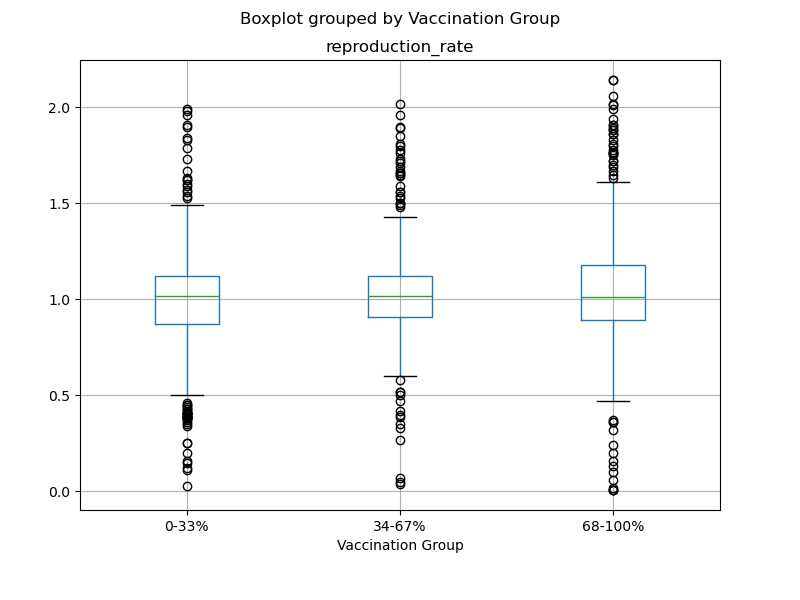 Boxplot grouped by Vaccination Group
reproduction_rate
2.0
1.5
1.0
0.5
0.0
0-33%
34-67%
68-100%
Vaccination Group